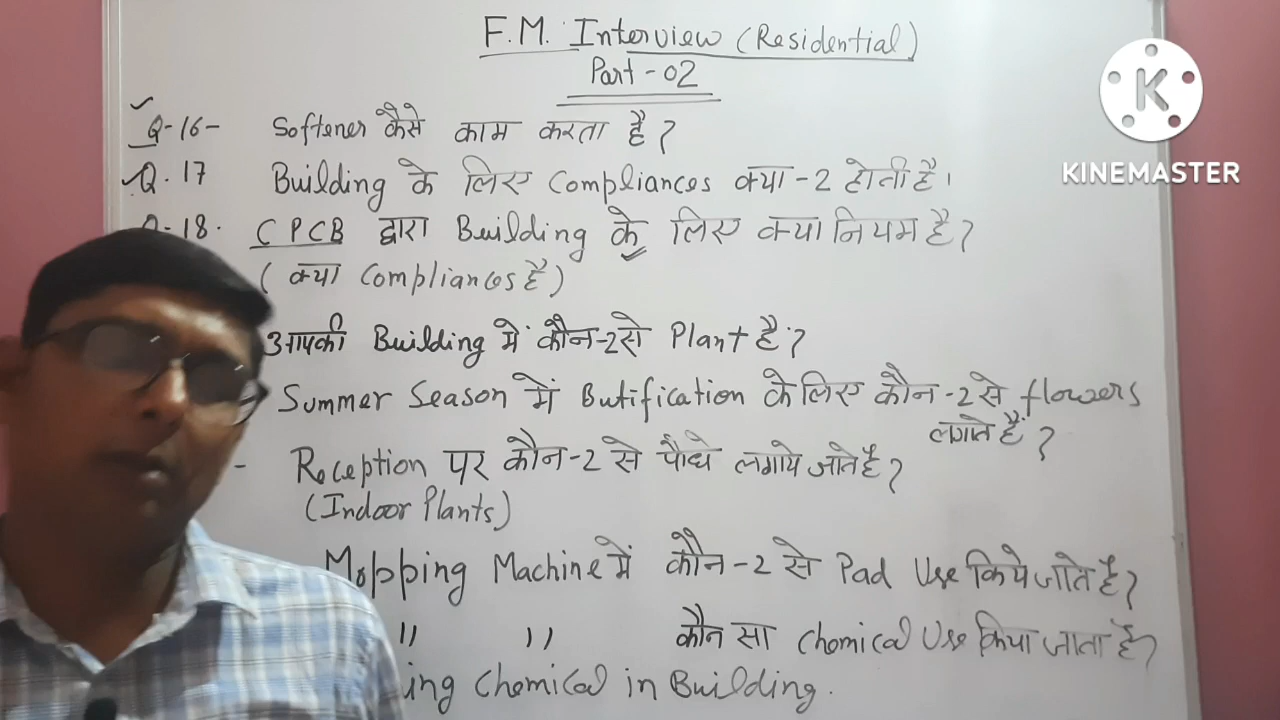 F.M. Interview (Residential)
Part-02
Q-16- Softener कैसे काम करता है?
Q.17 Building के लिए Compliances क्या-2 होती है।
Q-18. CPCB द्वारा Building के लिए क्या नियम है?
(क्या Compliances है)
आपकी Building में कौन-2 से Plant है?
Summer Season में Butification के लिए कौन-2 से flowers
लगाते हैं?
- Reception पर कौन-2 से पौधे लगाये जाते है?
(Indoor Plants)
Mopping Machine में कौन-2 से Pad Use किये जाते है?
" " कौन सा Chemical Use किया जाता है?
ing Chemical in Building.
K
KINEMASTER